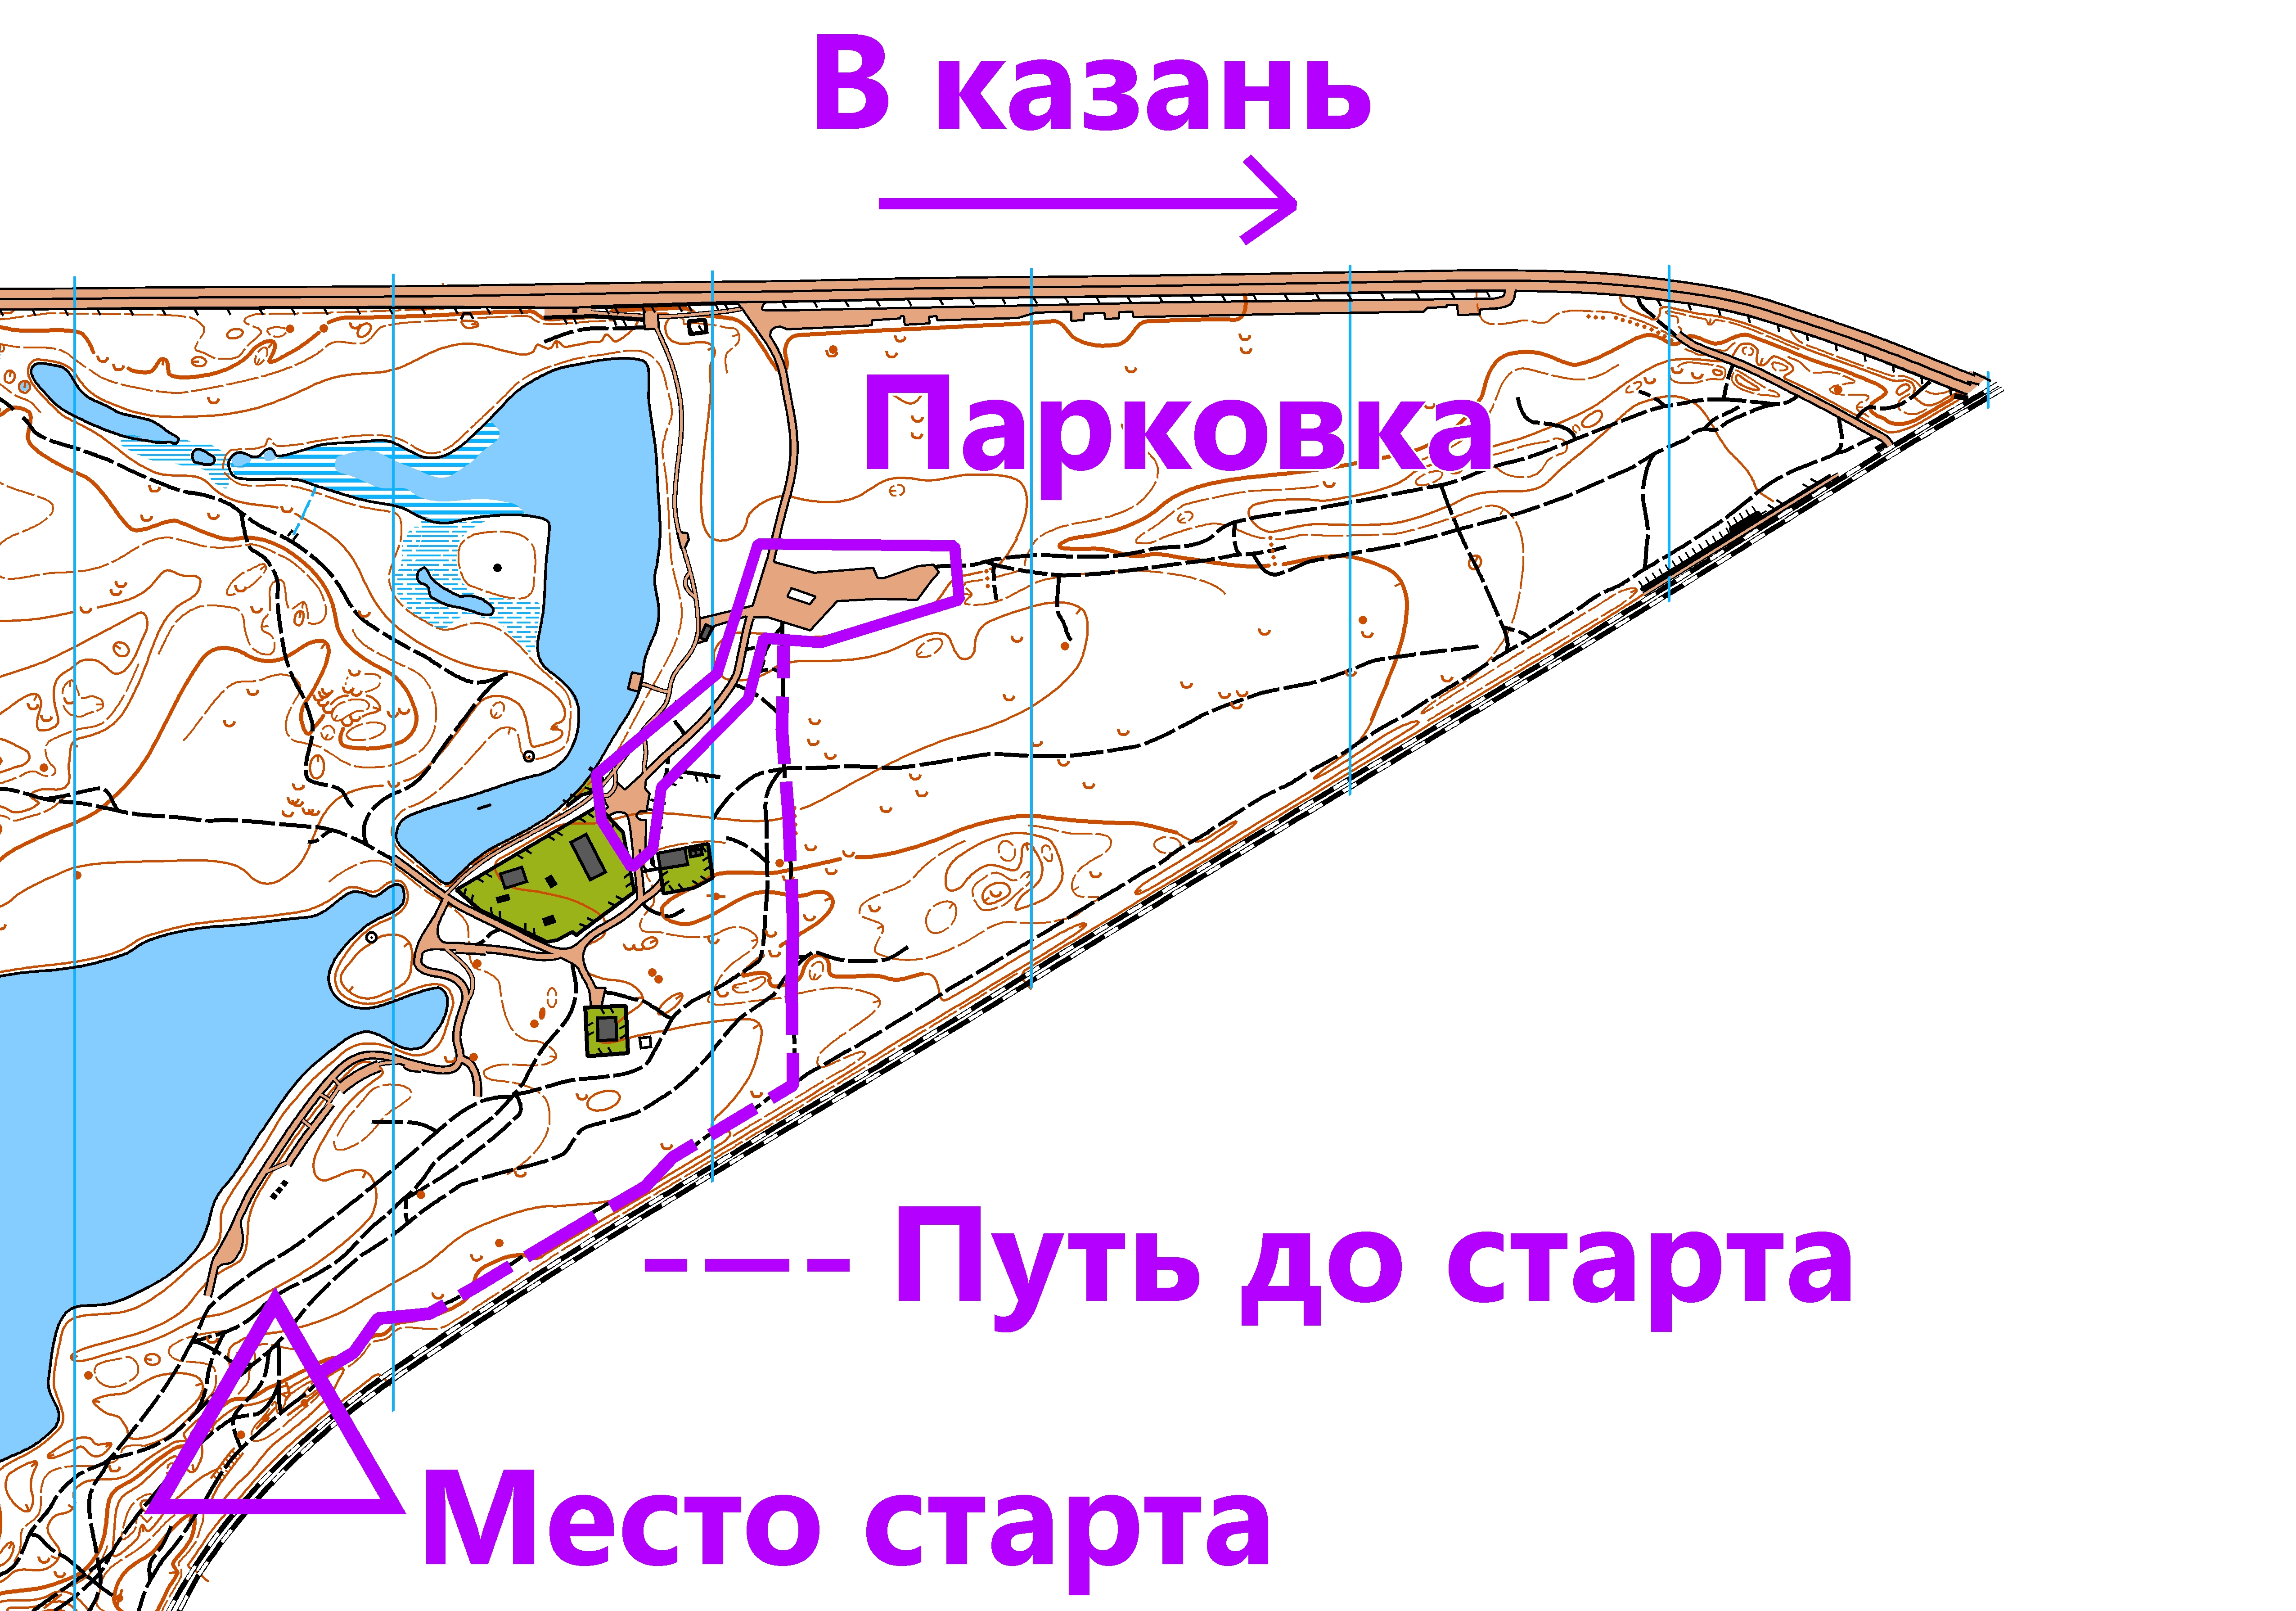 В казань
Парковка
Путь до старта
Место старта